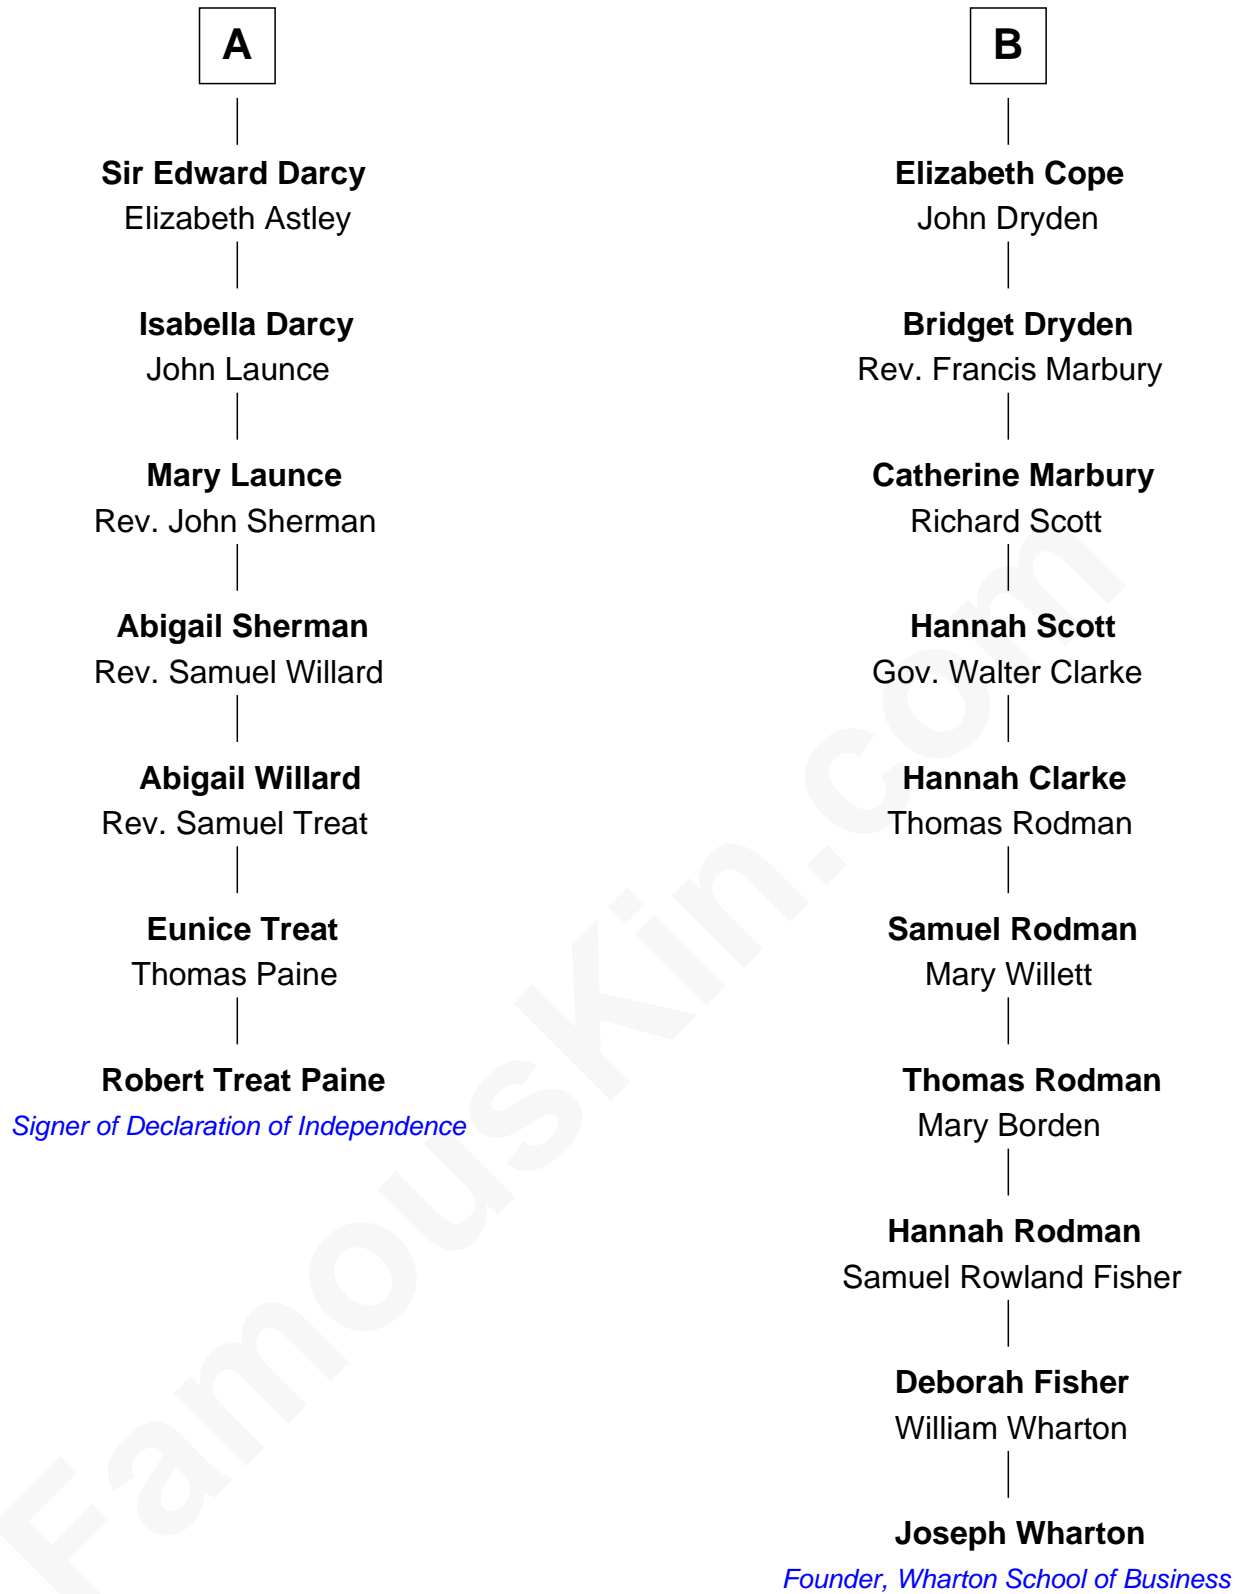 A
Sir Edward Darcy
Elizabeth Astley
Isabella Darcy
John Launce
Mary Launce
Rev. John Sherman
Abigail Sherman
Rev. Samuel Willard
Abigail Willard
Rev. Samuel Treat
Eunice Treat
Thomas Paine
Robert Treat Paine
Signer of Declaration of Independence
B
Elizabeth Cope
John Dryden
Bridget Dryden
Rev. Francis Marbury
Catherine Marbury
Richard Scott
Hannah Scott
Gov. Walter Clarke
Hannah Clarke
Thomas Rodman
Samuel Rodman
Mary Willett
Thomas Rodman
Mary Borden
Hannah Rodman
Samuel Rowland Fisher
Deborah Fisher
William Wharton
Joseph Wharton
Founder, Wharton School of Business
FamousKin.com